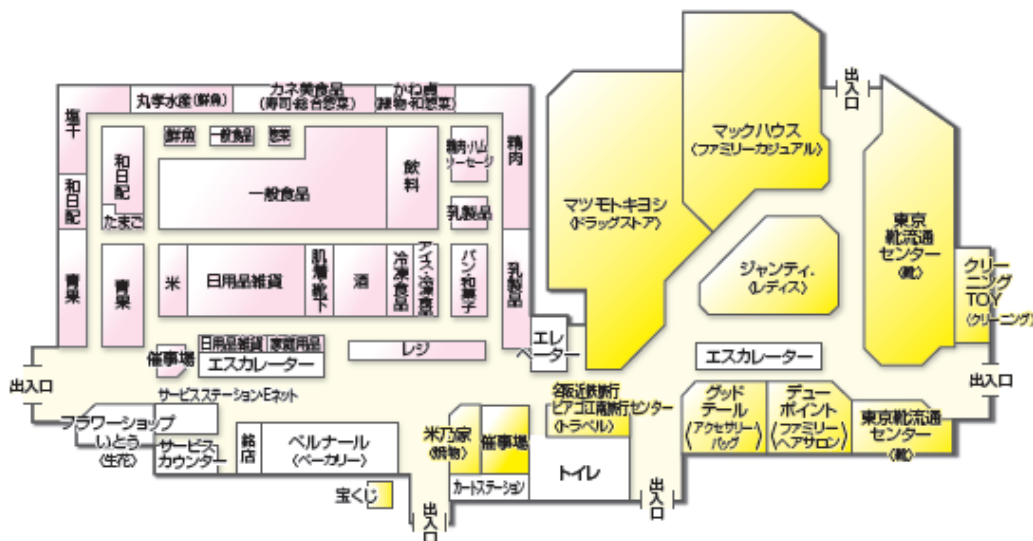 丸孝水産(鮮魚)
カネ美食品
(寿司・総合惣菜)
かね貞
(練物・和惣菜)
塩干
鮮魚
一般食品
惣菜
精肉・ハム
ソーセージ
精肉
和日配
たまご
一般食品
飲料
乳製品
和日配
青果
青果
米
日用品雑貨
肌着・靴下
酒
冷凍食品
アイス・冷凍食品
パン・和菓子
乳製品
催事場
日用品雑貨
家庭用品
エスカレーター
レジ
エレ
ベーター
マックハウス
〈ファミリーカジュアル〉
マツモトキヨシ
〈ドラッグストア〉
出入口
東京
靴流通
センター
〈靴〉
ジャンティ.
〈レディス〉
クリー
ニング
TOY
〈クリーニング〉
エスカレーター
出入口
出入口
サービスステーション・Eネット
フラワーショップ
いとう
〈生花〉
サービス
カウンター
銘店
ベルナール
〈ベーカリー〉
宝くじ
出入口
米乃家
〈焼物〉
催事場
カートステーション
名阪近鉄旅行
ピアゴ江南旅行センター
〈トラベル〉
トイレ
出入口
グッド
テール
〈アクセサリー
バッグ〉
デュー
ポイント
〈ファミリー
ヘアサロン〉
東京靴流通
センター
〈靴〉